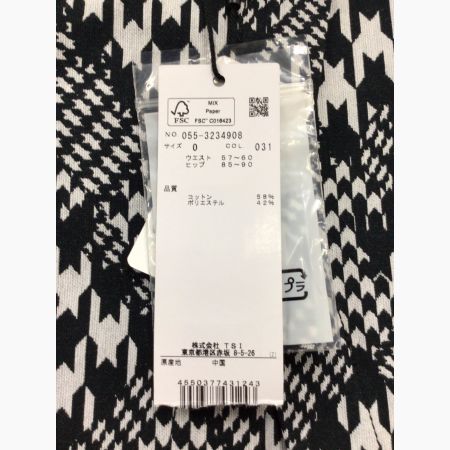 FSC
MIX
Paper
FSC® C016423
NO. 055-3234908
サイズ 0 COL 031
ウエスト 57~60
ヒップ 85~90
品質
コットン 58%
ポリエステル 42%
プラ
株式会社 TSI
東京都港区赤坂 8-5-26
原産地 中国
4550377431243